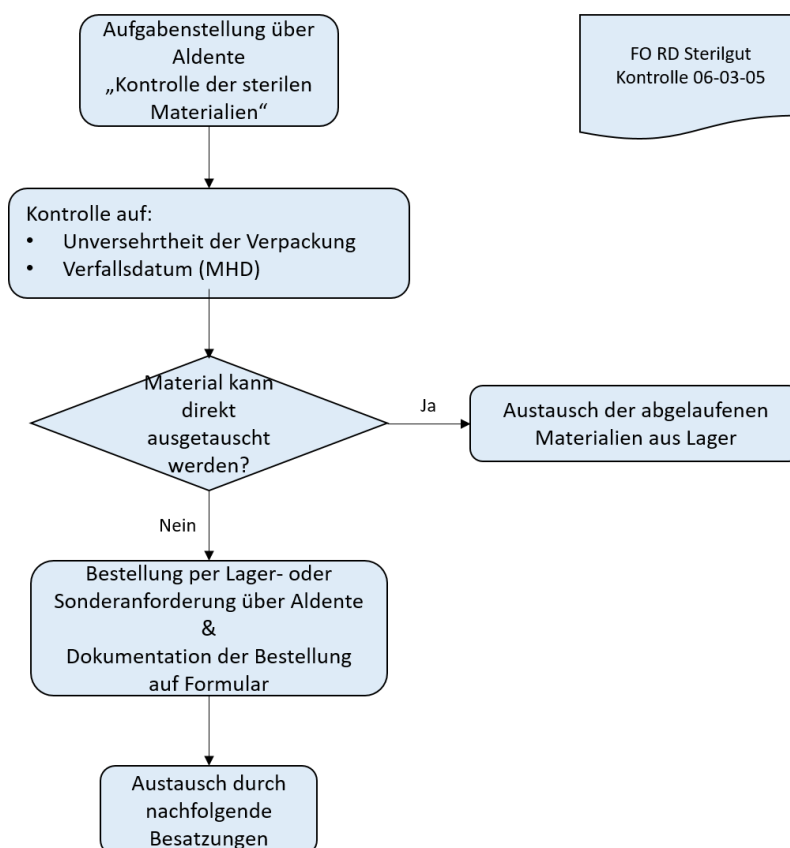 Aufgabenstellung über
Aldente
„Kontrolle der sterilen
Materialien“
FO RD Sterilgut
Kontrolle 06-03-05
Kontrolle auf:
• Unversehrtheit der Verpackung
• Verfallsdatum (MHD)
Material kann
direkt
ausgetauscht
werden?
Ja
Austausch der abgelaufenen
Materialien aus Lager
Nein
Bestellung per Lager- oder
Sonderanforderung über Aldente
&
Dokumentation der Bestellung
auf Formular
Austausch durch
nachfolgende
Besatzungen